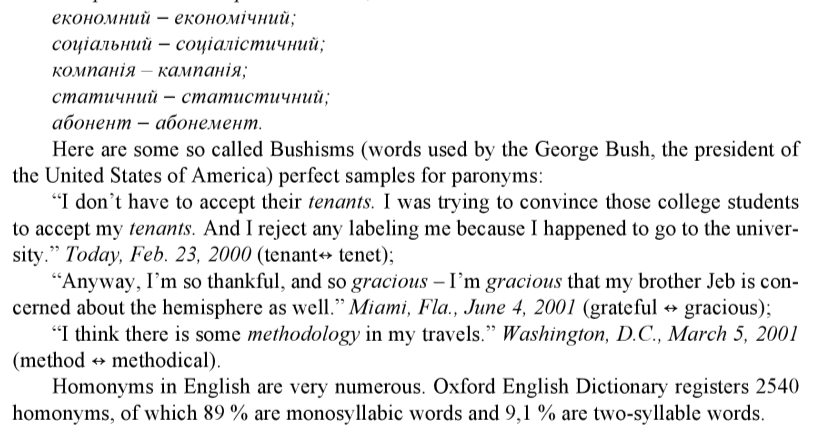 економний – економічний;
соціальний – соціалістичний;
компанія – кампанія;
статичний – статистичний;
абонент – абонемент.
Here are some so called Bushisms (words used by the George Bush, the president of
the United States of America) perfect samples for paronyms:
“I don’t have to accept their tenants. I was trying to convince those college students
to accept my tenants. And I reject any labeling me because I happened to go to the univer-
sity.” Today, Feb. 23, 2000 (tenant↔ tenet);
“Anyway, I’m so thankful, and so gracious – I’m gracious that my brother Jeb is con-
cerned about the hemisphere as well.” Miami, Fla., June 4, 2001 (grateful ↔ gracious);
“I think there is some methodology in my travels.” Washington, D.C., March 5, 2001
(method ↔ methodical).
Homonyms in English are very numerous. Oxford English Dictionary registers 2540
homonyms, of which 89 % are monosyllabic words and 9,1 % are two-syllable words.